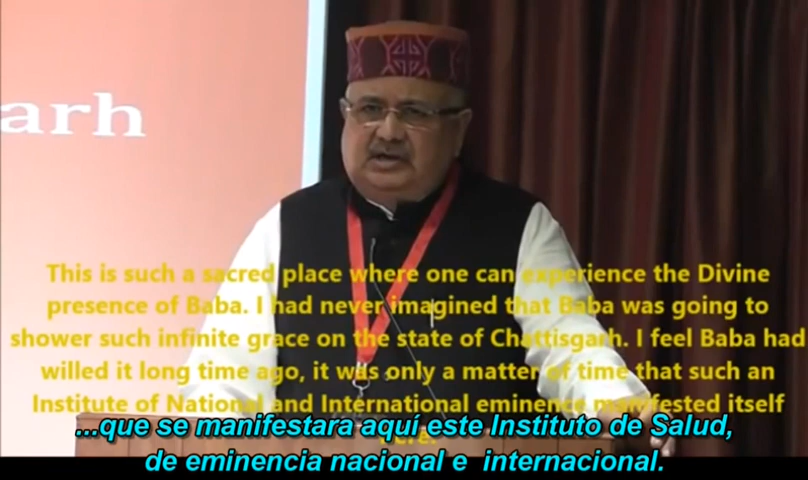 arh
This is such a sacred place where one can experience the Divine
presence of Baba. I had never imagined that Baba was going to
shower such infinite grace on the state of Chattisgarh. I feel Baba had
willed it long time ago, it was only a matter of time that such an
Institute of National and International eminence manifested itself
...que se manifestara aquí este Instituto de Salud,
de eminencia nacional e internacional.